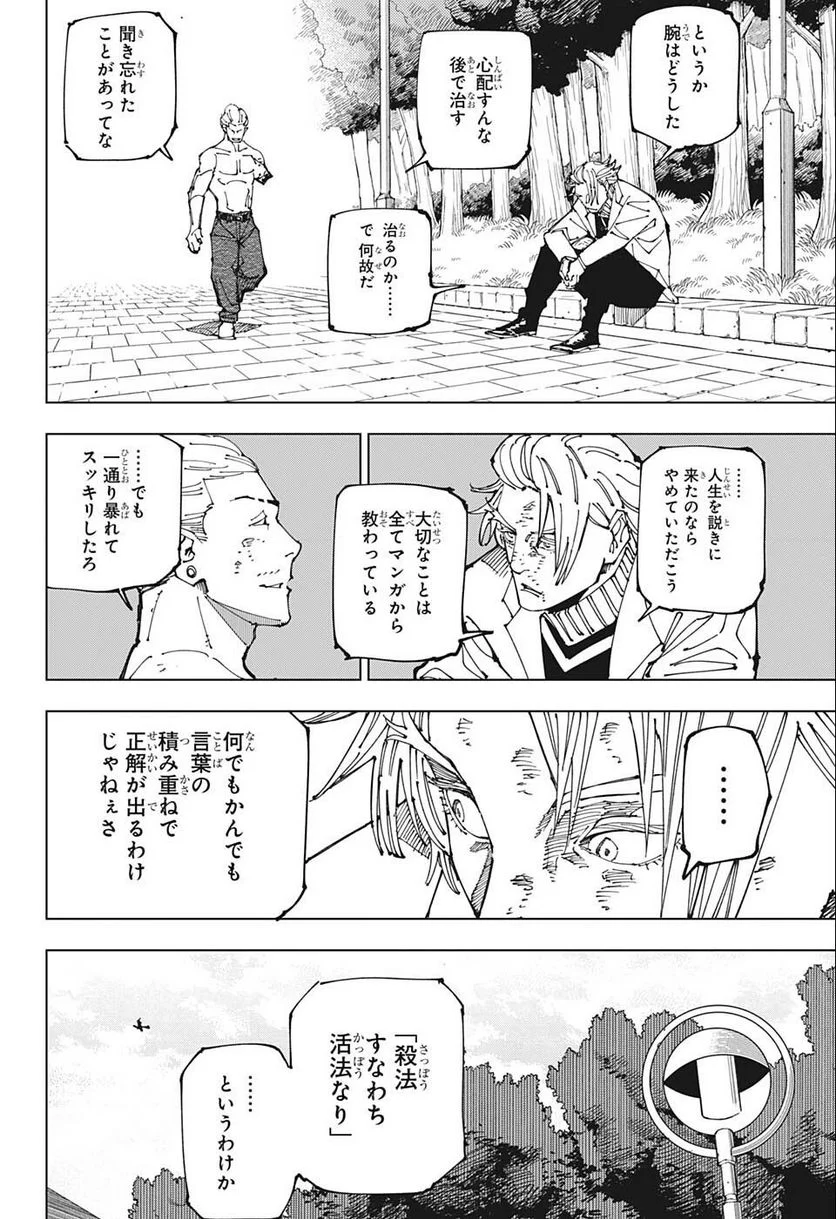 というか
腕はどうした
心配すんな
後で治す
治るのか……
で 何故だ
聞き忘れた
ことがあってな
……
人生を説きに
来たのなら
やめていただこう
大切なことは
全てマンガから
教わっている
……でも
一通り暴れて
スッキリしたろ
……
何でもかんでも
言葉の
積み重ねで
正解が出るわけ
じゃねぇさ
「殺法
すなわち
活法なり」
……
というわけか